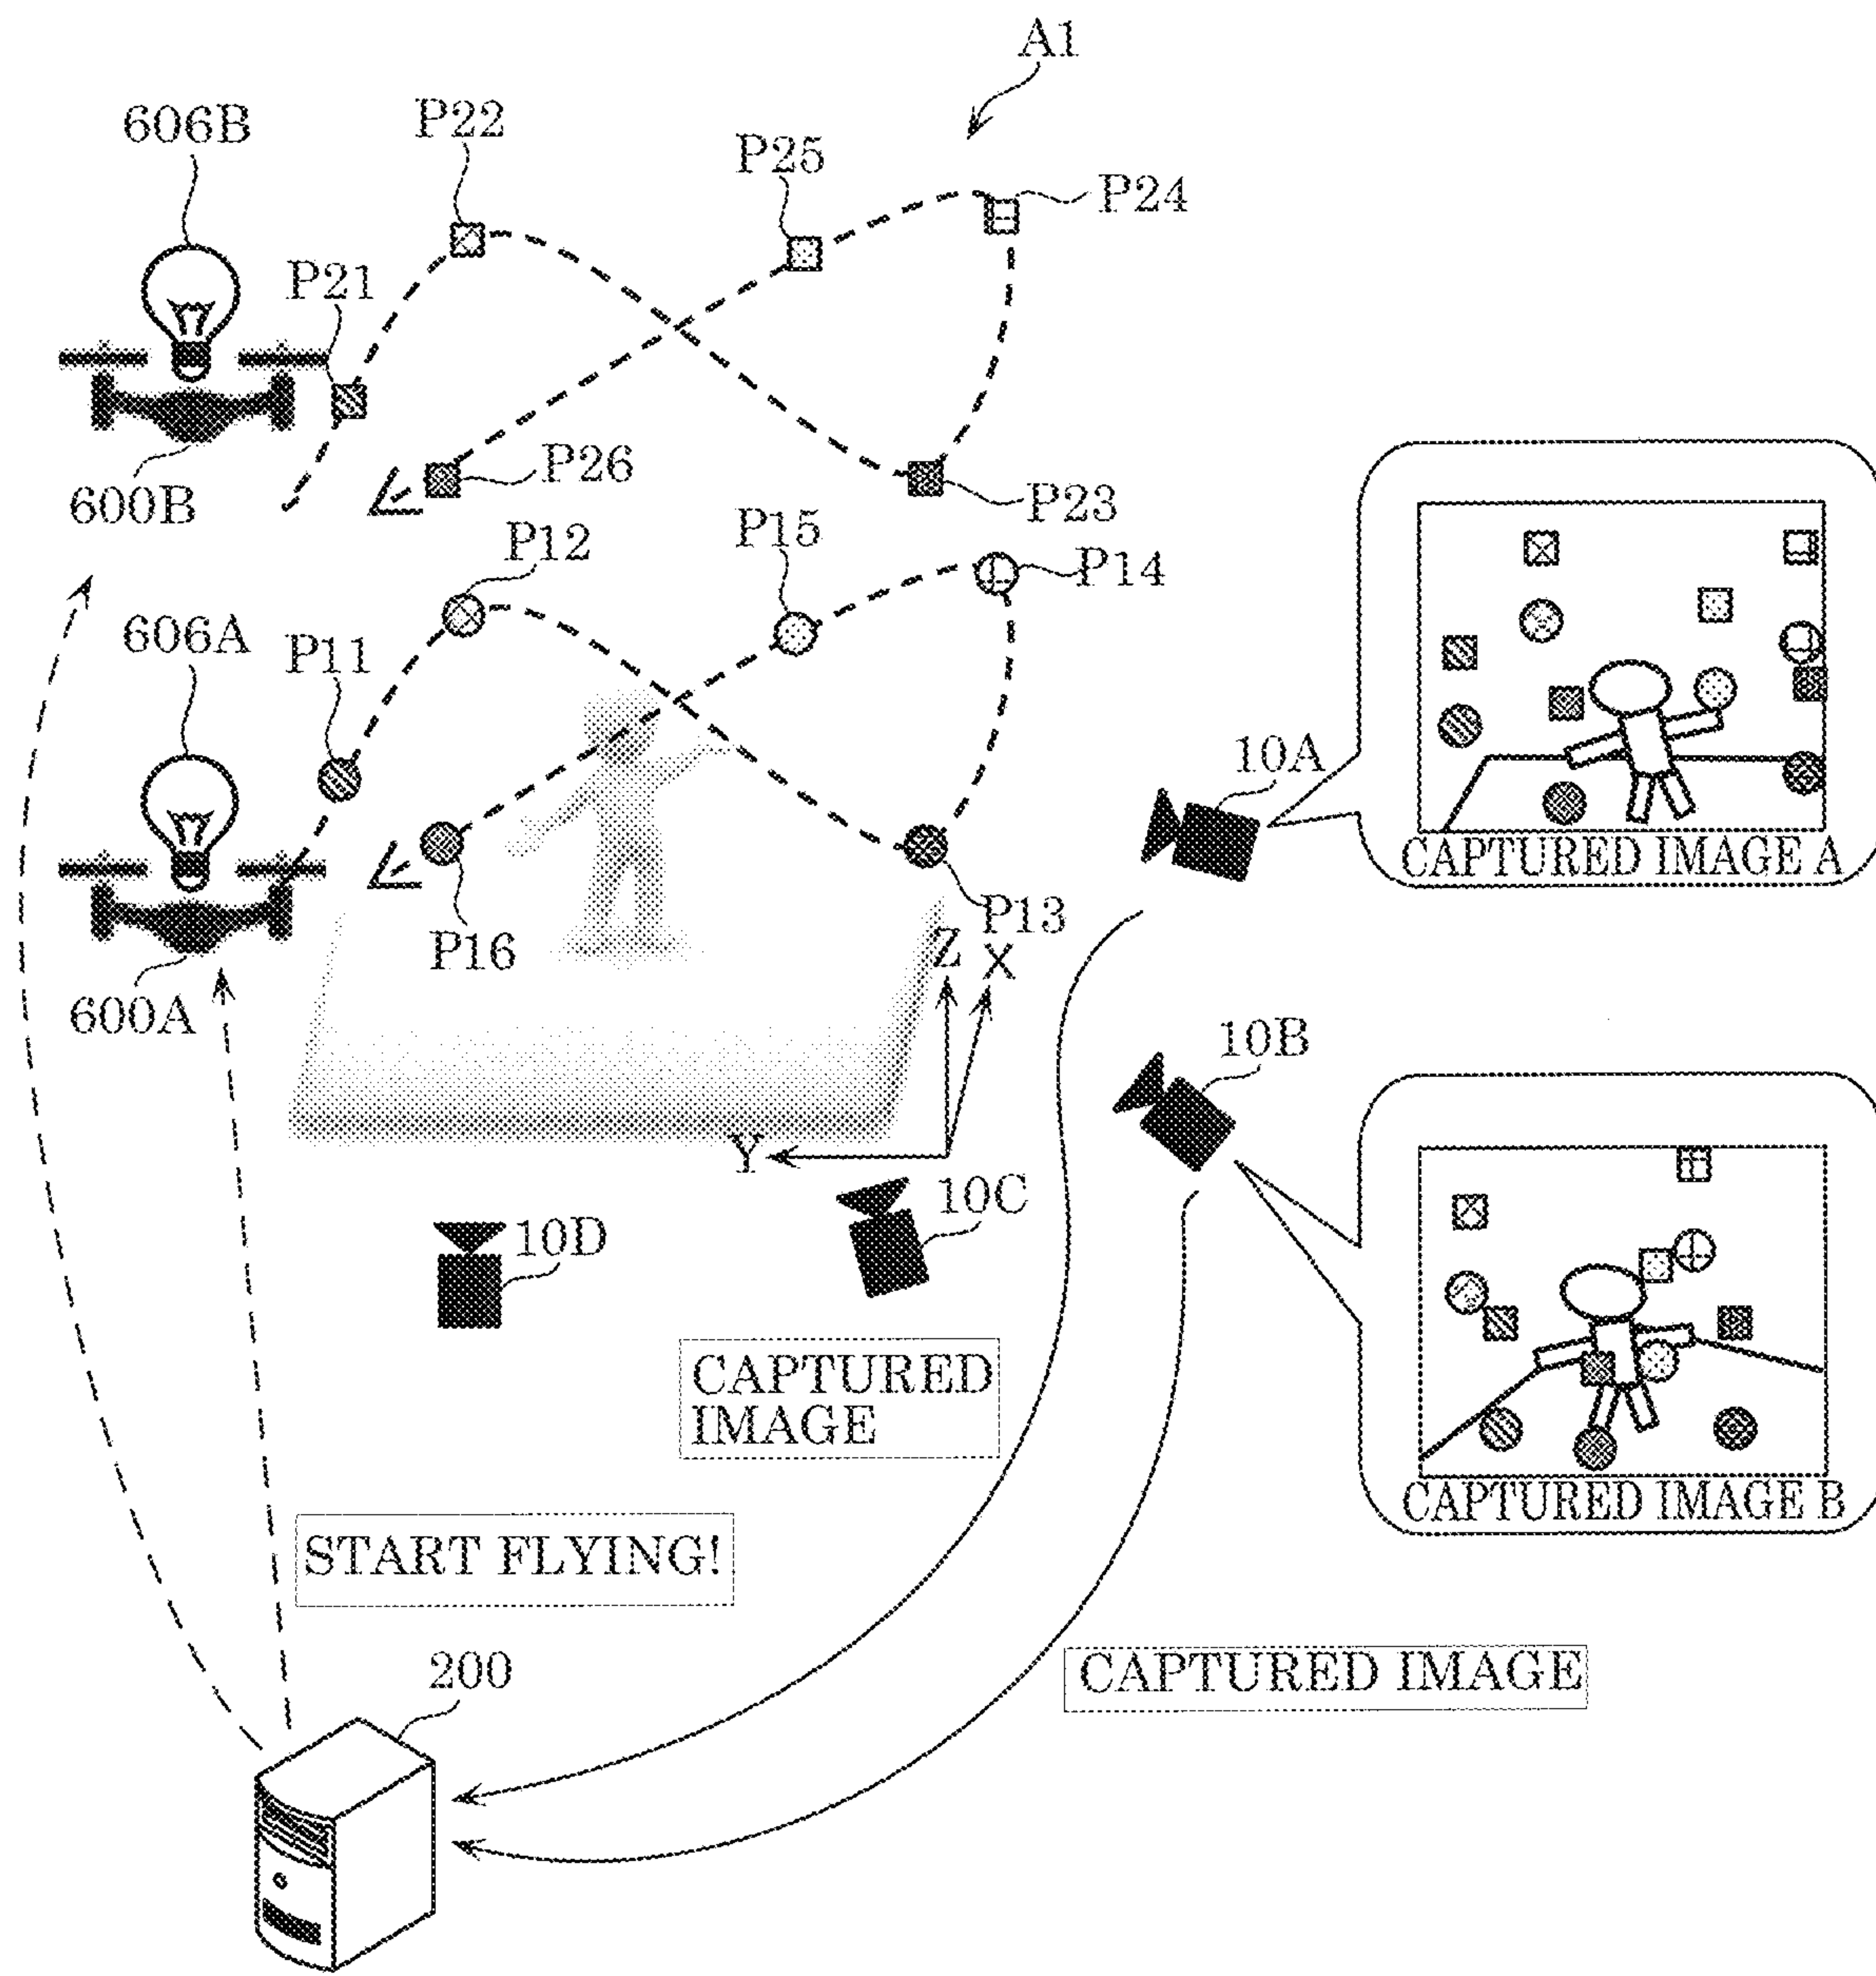 A1
606B
P22
P25
P24
P21
600B
P26
P23
P12
P15
P14
606A
P11
10A
CAPTURED IMAGE A
P16
P13
Z
X
600A
10B
Y
10C
10D
CAPTURED
IMAGE
CAPTURED IMAGE B
START FLYING!
CAPTURED IMAGE
200